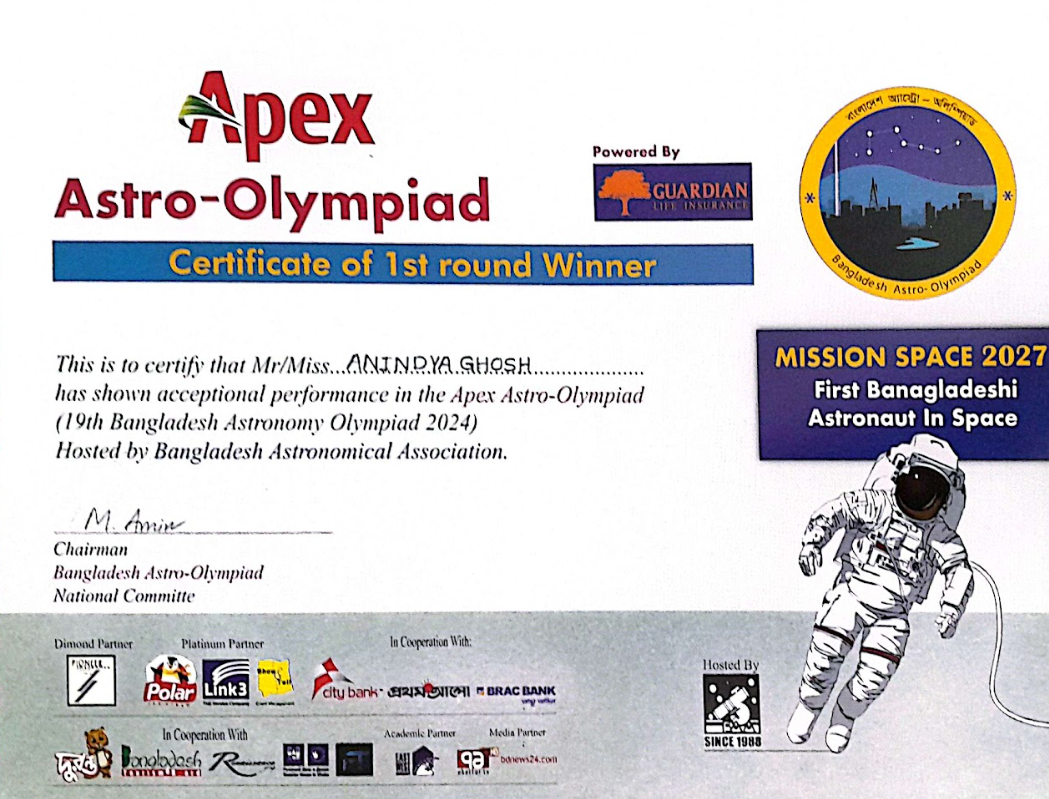 Apex
Astro-Olympiad
Powered By
GUARDIAN
LIFE INSURANCE
বাংলাদেশ অ্যাস্ট্রো - অলিম্পিয়াড
Bangladesh Astro-Olympiad
Certificate of 1st round Winner
This is to certify that Mr/Miss...ANINDYA GHOSH.....................
has shown acceptional performance in the Apex Astro-Olympiad
(19th Bangladesh Astronomy Olympiad 2024)
Hosted by Bangladesh Astronomical Association.
MISSION SPACE 2027
First Banagladeshi
Astronaut In Space
M. Amin
Chairman
Bangladesh Astro-Olympiad
National Committe
Dimond Partner
Platinum Partner
In Cooperation With:
Polar
Link3
city bank
প্রথম আলো
BRAC BANK
Hosted By
SINCE 1988
In Cooperation With
Academic Partner
Media Partner
দুরন্ত
Bangladesh
EAST
WEST
bdnews24.com